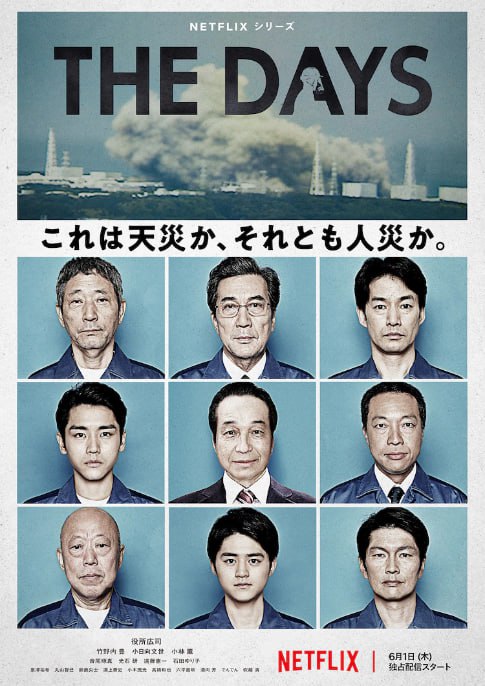 NETFLIX シリーズ
THE DAYS
これは天災か、それとも人災か。
役所広司
竹野内 豊 小日向文世 小林 薫
音尾琢真 光石 研 遠藤憲一 石田ゆり子
NETFLIX
6月1日 (木)
独占配信スタート